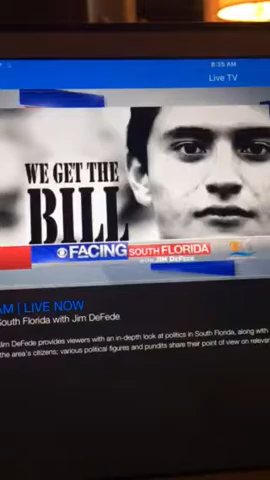 8:35 AM
Live TV
WE GET THE
BILL
FACING SOUTH FLORIDA
WITH JIM DEFEDE
AM | LIVE NOW
South Florida with Jim DeFede
Jim DeFede provides viewers with an in-depth look at politics in South Florida, along with
the area's citizens; various political figures and pundits share their point of view on